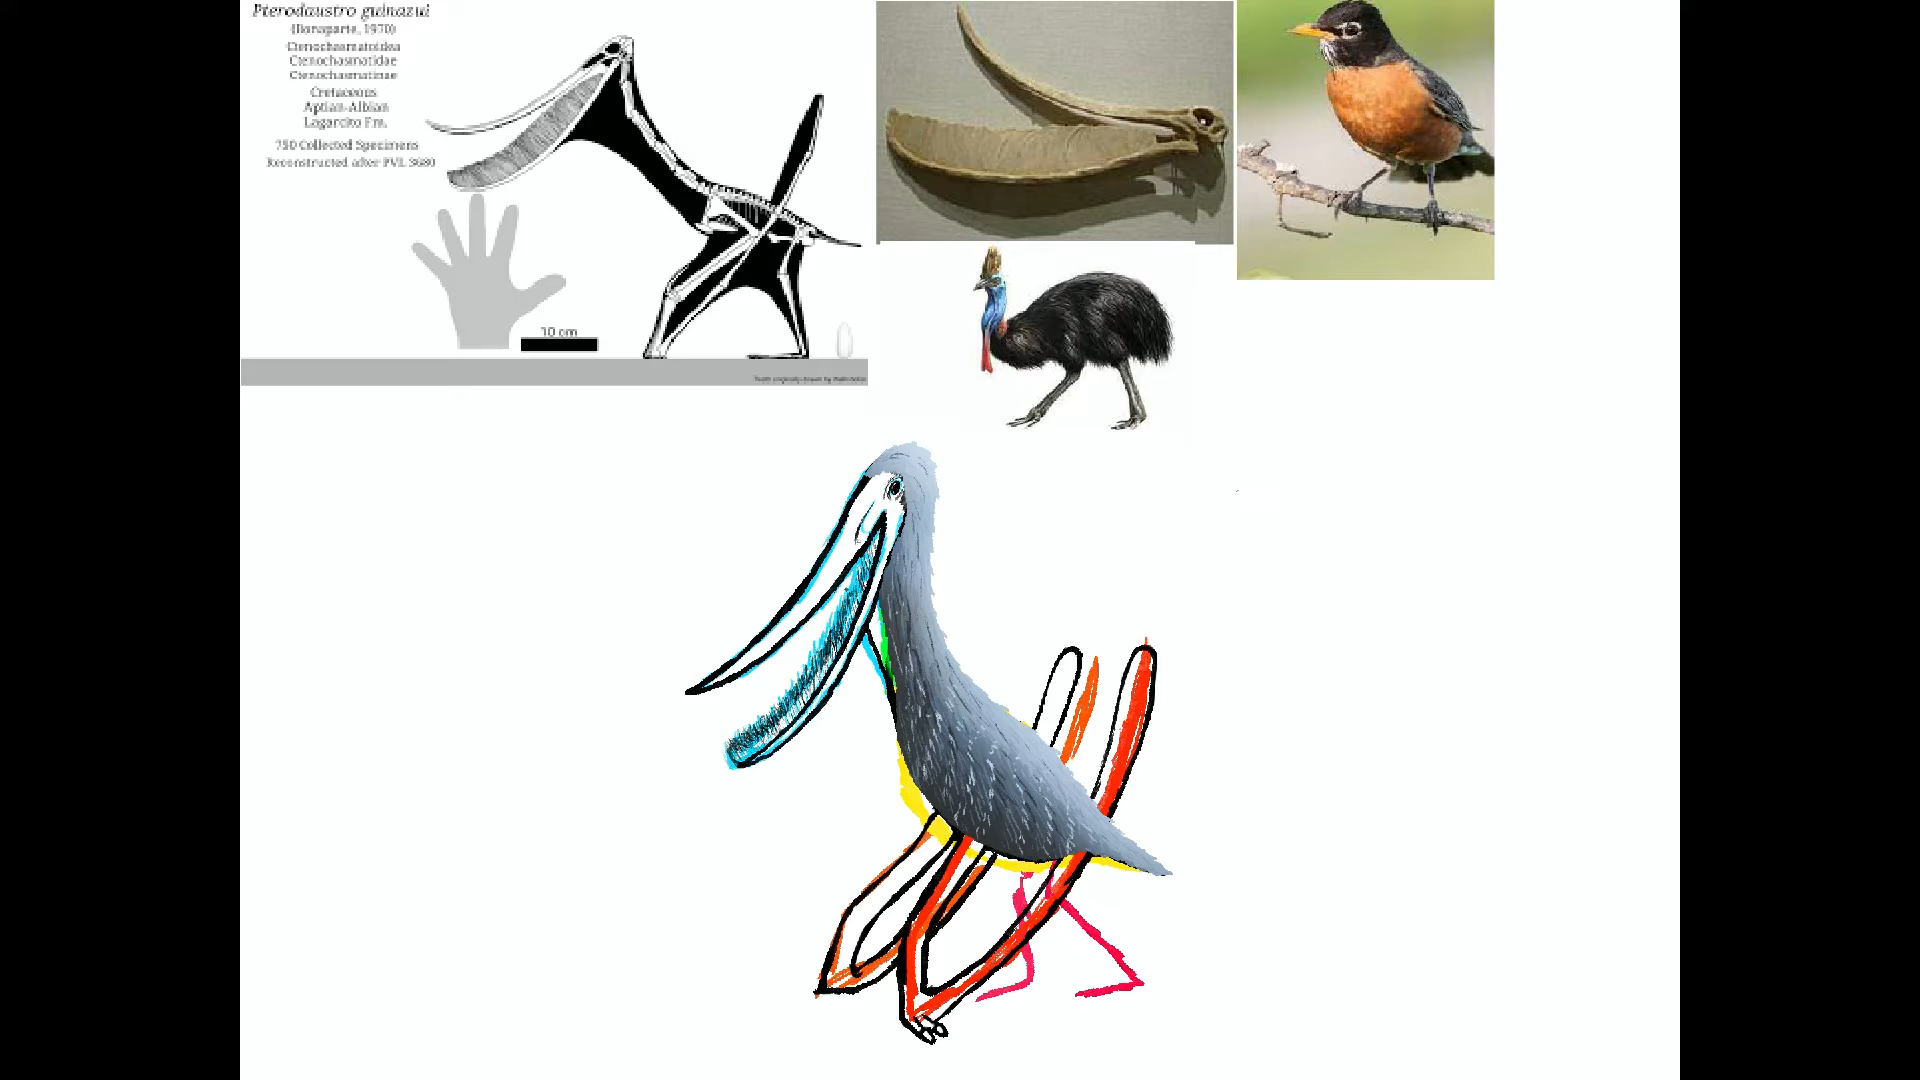 Pterodaustro guinazui
(Bonaparte, 1970)
Ctenochasmatoidea
Ctenochasmatidae
Ctenochasmatinae
Cretaceous
Aptian-Albian
Lagarcito Fm.
750 Collected Specimens
Reconstructed after PVL 3680
10 cm